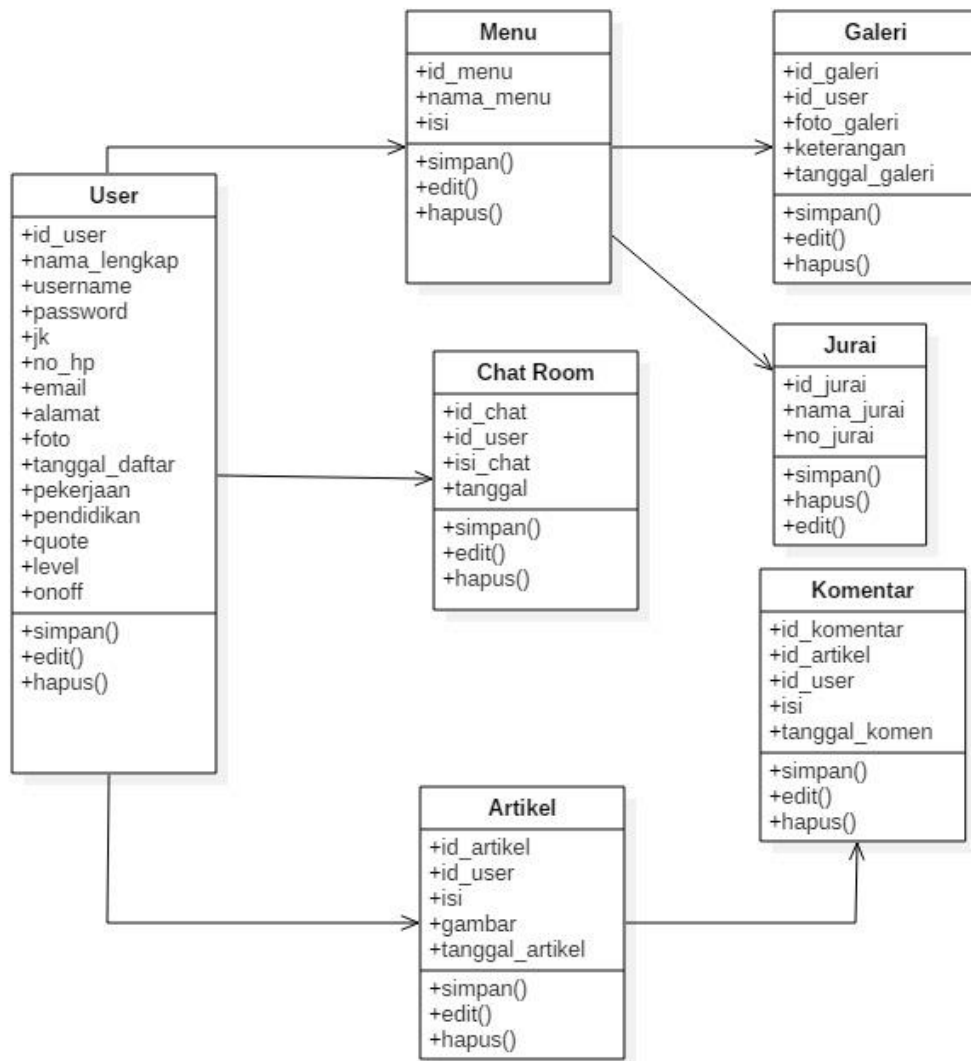 Menu
+id_menu
+nama_menu
+isi
+simpan()
+edit()
+hapus()
Galeri
+id_galeri
+id_user
+foto_galeri
+keterangan
+tanggal_galeri
+simpan()
+edit()
+hapus()
User
+id_user
+nama_lengkap
+username
+password
+jk
+no_hp
+email
+alamat
+foto
+tanggal_daftar
+pekerjaan
+pendidikan
+quote
+level
+onoff
+simpan()
+edit()
+hapus()
Chat Room
+id_chat
+id_user
+isi_chat
+tanggal
+simpan()
+edit()
+hapus()
Jurai
+id_jurai
+nama_jurai
+no_jurai
+simpan()
+hapus()
+edit()
Komentar
+id_komentar
+id_artikel
+id_user
+isi
+tanggal_komen
+simpan()
+edit()
+hapus()
Artikel
+id_artikel
+id_user
+isi
+gambar
+tanggal_artikel
+simpan()
+edit()
+hapus()